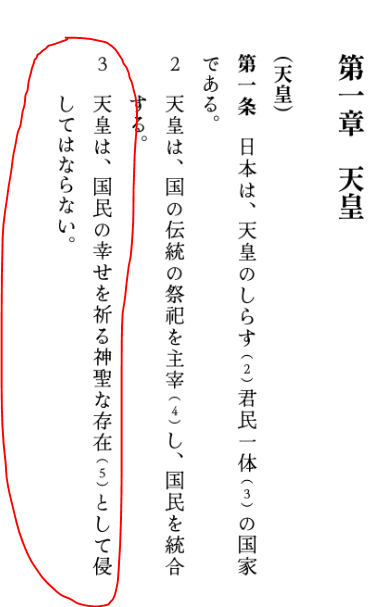 第一章　天皇
(天皇)
第一条　日本は、天皇のしらす(2)君民一体(3)の国家
である。
2　天皇は、国の伝統の祭祀を主宰(4)し、国民を統合
する。
3　天皇は、国民の幸せを祈る神聖な存在(5)として侵
してはならない。